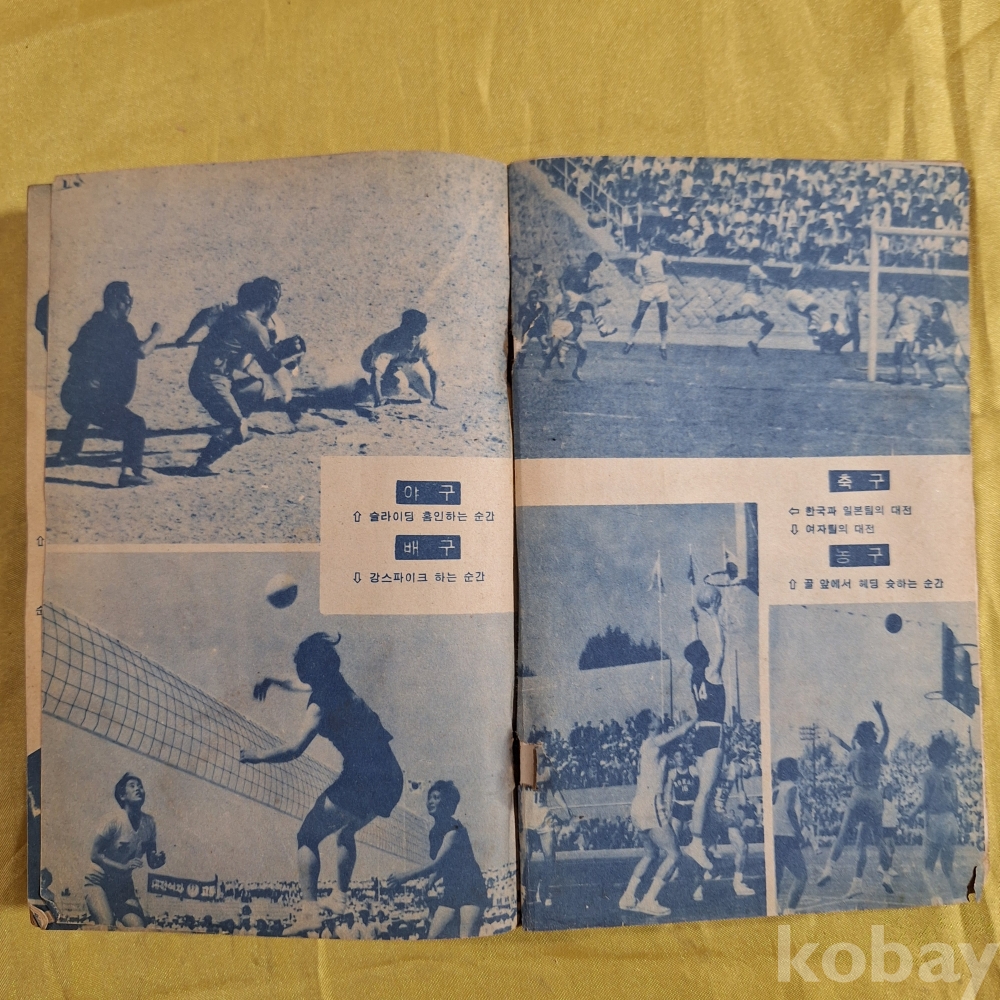 야 구
⇧ 슬라이딩 홈인하는 순간
배 구
⇩ 강스파이크 하는 순간
축 구
⇦ 한국과 일본팀의 대전
⇩ 여자팀의 대전
농 구
⇧ 꼴 앞에서 헤딩 슛하는 순간
14
kobay